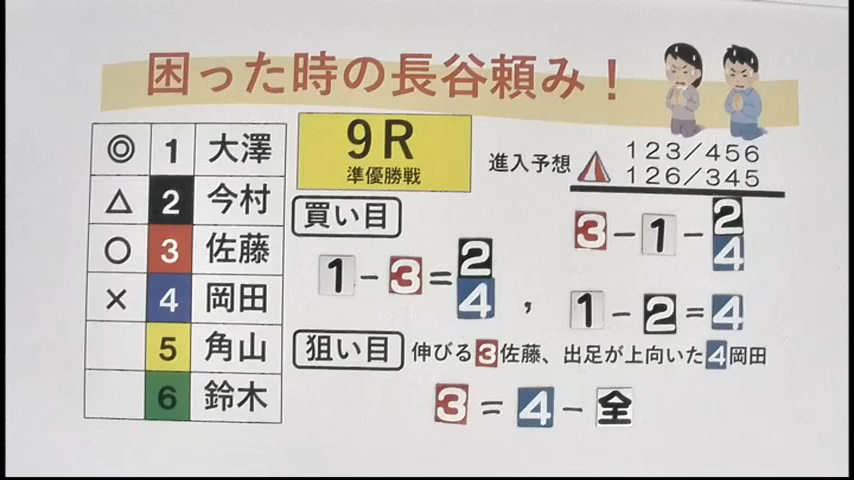 困った時の長谷頼み！
◎ 1 大澤
△ 2 今村
○ 3 佐藤
× 4 岡田
5 角山
6 鈴木
9R
準優勝戦
進入予想
123/456
126/345
買い目
1-3=2
4
,
3-1-2
4
1-2=4
狙い目
伸びる3佐藤、出足が上向いた4岡田
3=4-全